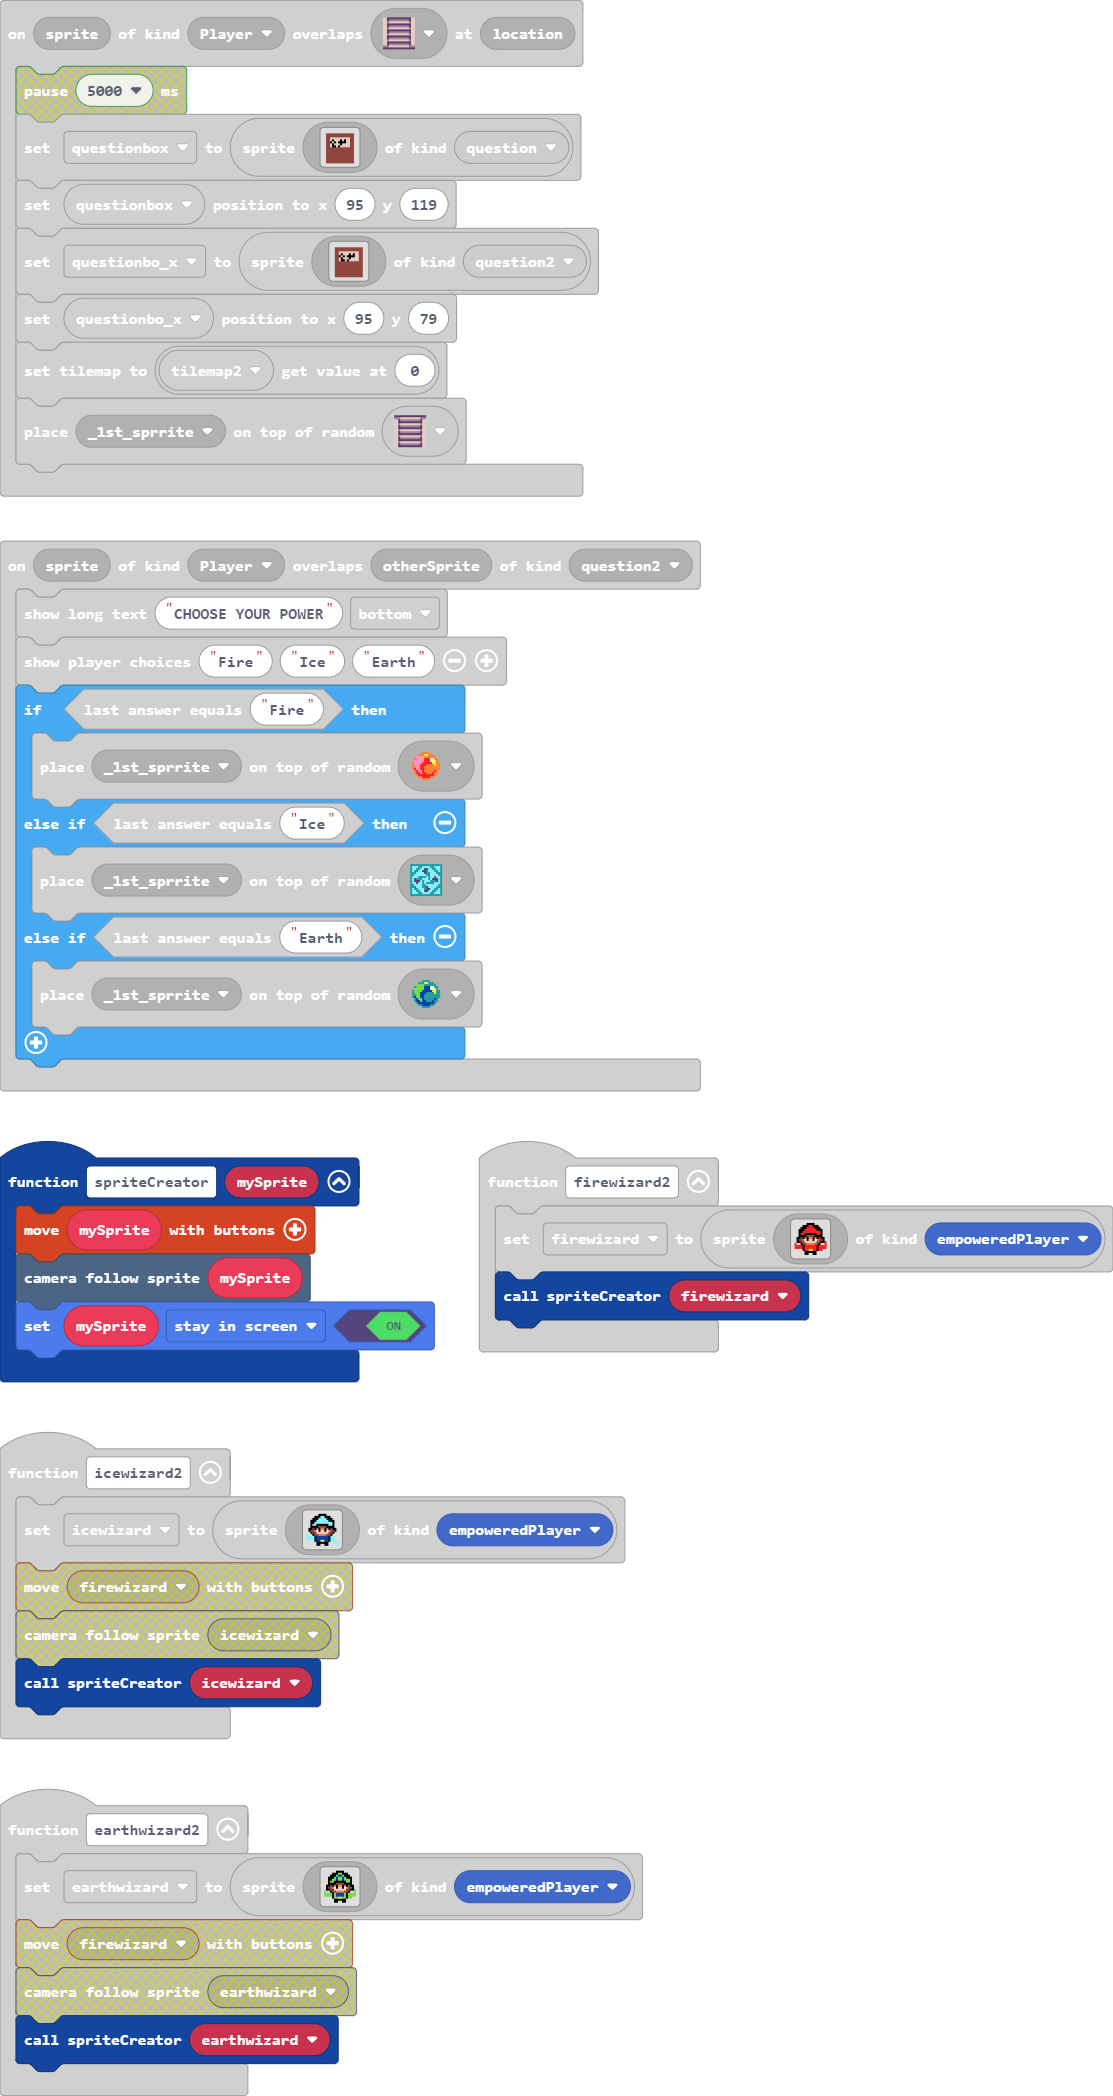 on sprite of kind Player overlaps at location
pause 5000 ms
set questionbox to sprite of kind question
set questionbox position to x 95 y 119
set questionbo_x to sprite of kind question2
set questionbo_x position to x 95 y 79
set tilemap to tilemap2 get value at 0
place _1st_sprrite on top of random
on sprite of kind Player overlaps otherSprite of kind question2
show long text "CHOOSE YOUR POWER" bottom
show player choices "Fire" "Ice" "Earth"
if last answer equals "Fire" then
place _1st_sprrite on top of random
else if last answer equals "Ice" then
place _1st_sprrite on top of random
else if last answer equals "Earth" then
place _1st_sprrite on top of random
function spriteCreator mySprite
move mySprite with buttons
camera follow sprite mySprite
set mySprite stay in screen ON
function firewizard2
set firewizard to sprite of kind empoweredPlayer
call spriteCreator firewizard
function icewizard2
set icewizard to sprite of kind empoweredPlayer
move firewizard with buttons
camera follow sprite icewizard
call spriteCreator icewizard
function earthwizard2
set earthwizard to sprite of kind empoweredPlayer
move firewizard with buttons
camera follow sprite earthwizard
call spriteCreator earthwizard